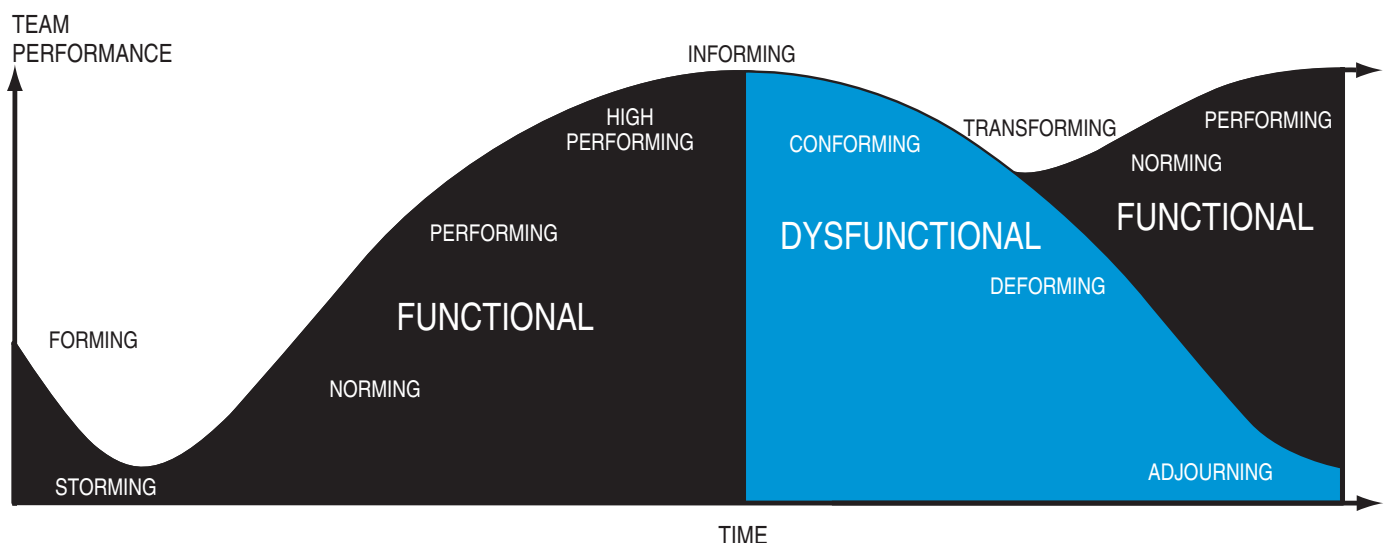 TEAM
PERFORMANCE
INFORMING
HIGH
PERFORMING
CONFORMING
TRANSFORMING
PERFORMING
NORMING
PERFORMING
DYSFUNCTIONAL
FUNCTIONAL
DEFORMING
FORMING
FUNCTIONAL
NORMING
STORMING
ADJOURNING
TIME